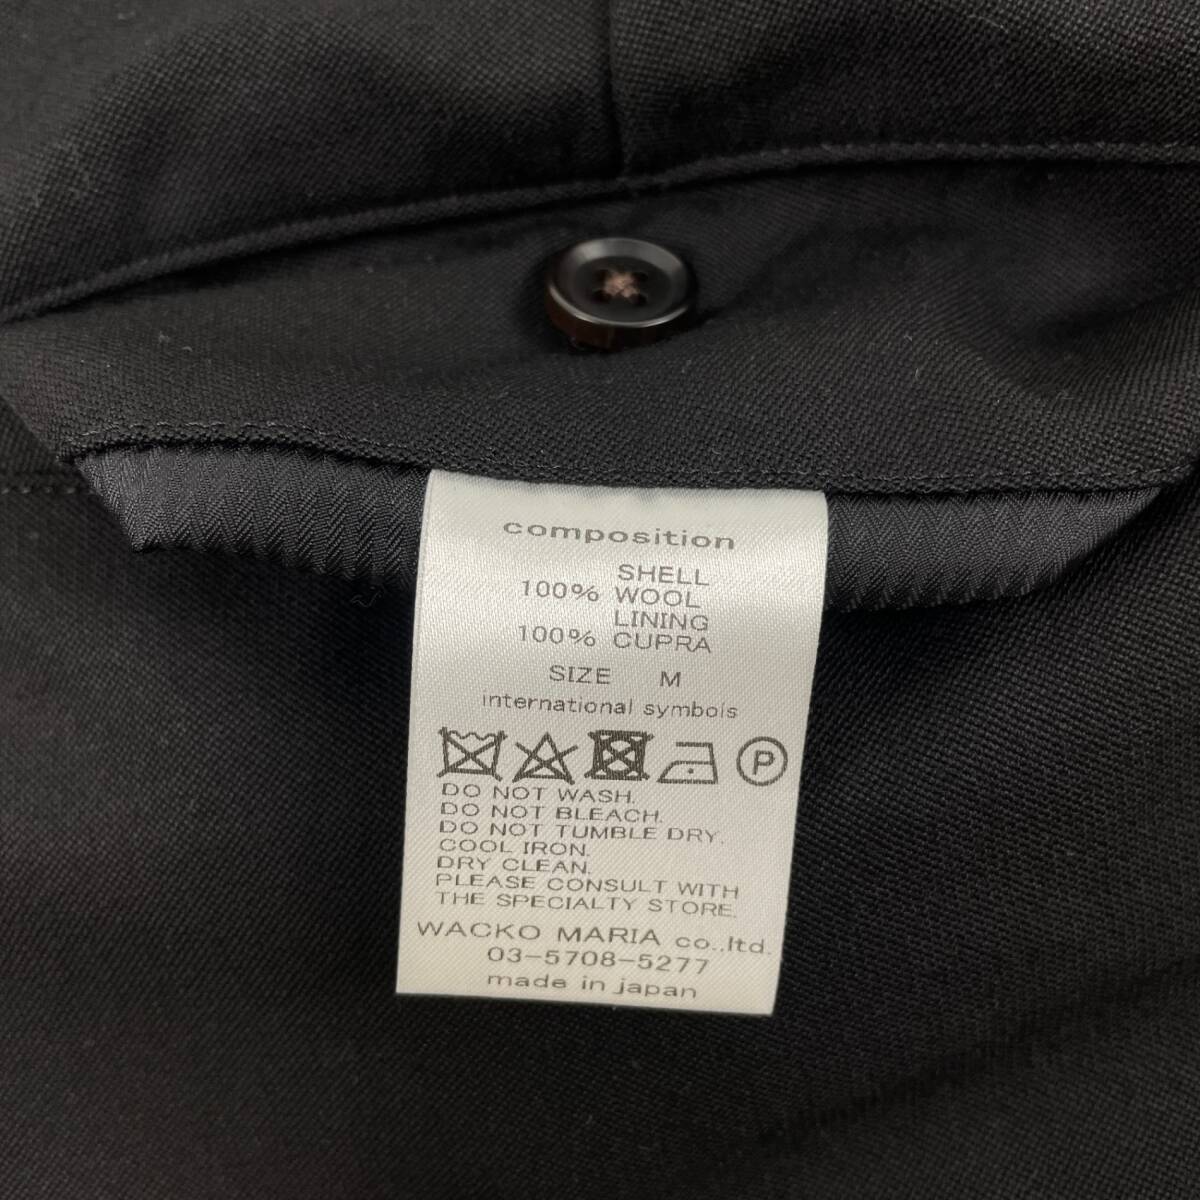 composition
SHELL
100% WOOL
LINING
100% CUPRA
SIZE M
international symbois
P
DO NOT WASH.
DO NOT BLEACH.
DO NOT TUMBLE DRY.
COOL IRON.
DRY CLEAN.
PLEASE CONSULT WITH
THE SPECIALTY STORE.
WACKO MARIA co.,ltd.
03-5708-5277
made in japan